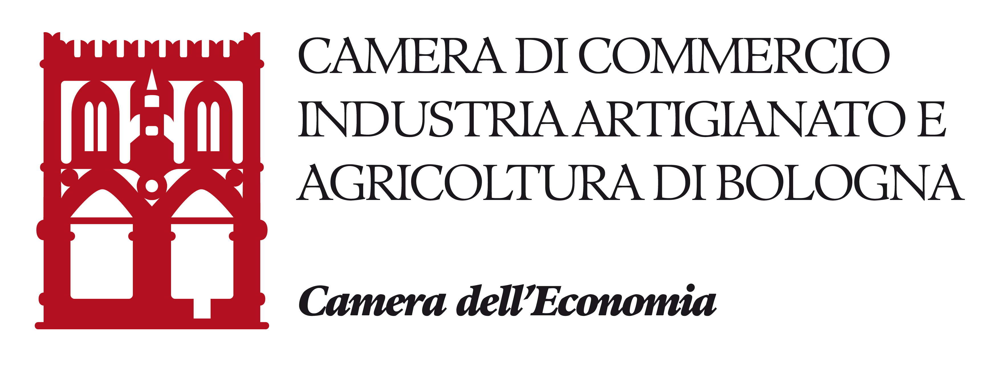 CAMERA DI COMMERCIO
INDUSTRIA ARTIGIANATO E
AGRICOLTURA DI BOLOGNA
Camera dell'Economia